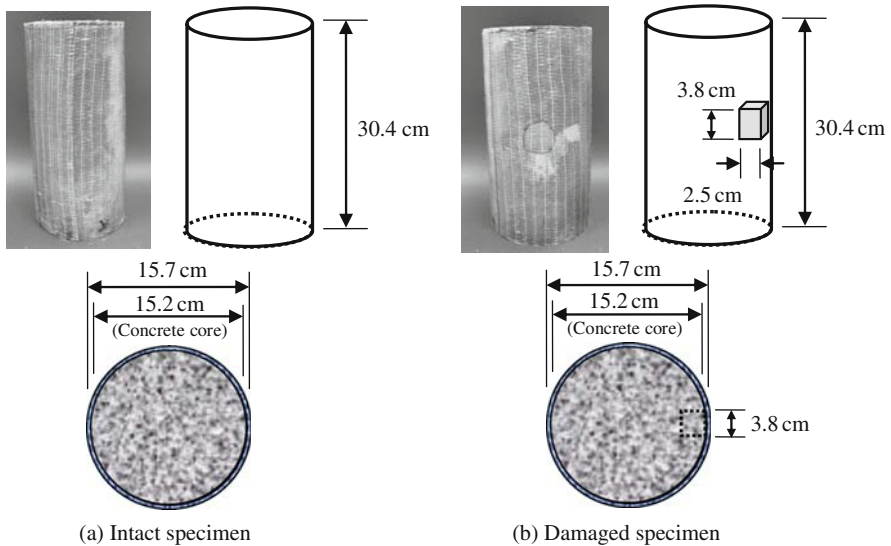 30.4 cm
15.7 cm
15.2 cm
(Concrete core)
(a) Intact specimen
3.8 cm
30.4 cm
2.5 cm
15.7 cm
15.2 cm
(Concrete core)
3.8 cm
(b) Damaged specimen